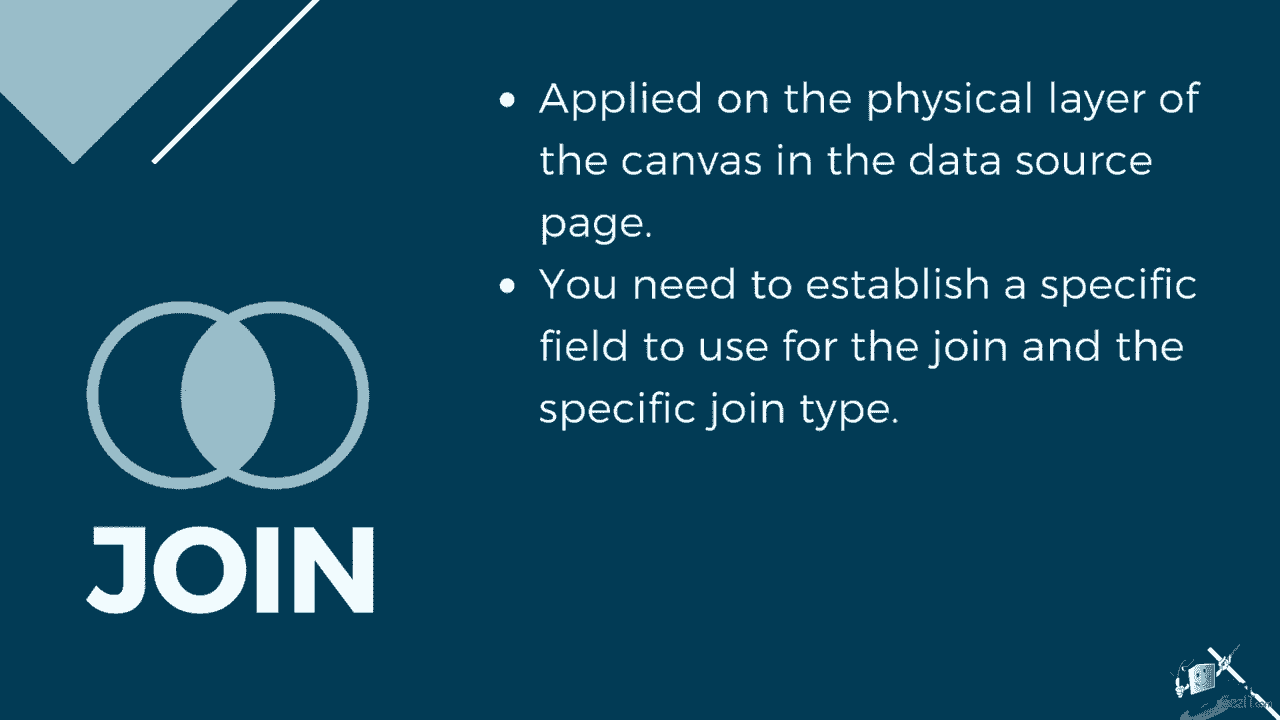 • Applied on the physical layer of
the canvas in the data source
page.
• You need to establish a specific
field to use for the join and the
specific join type.
JOIN